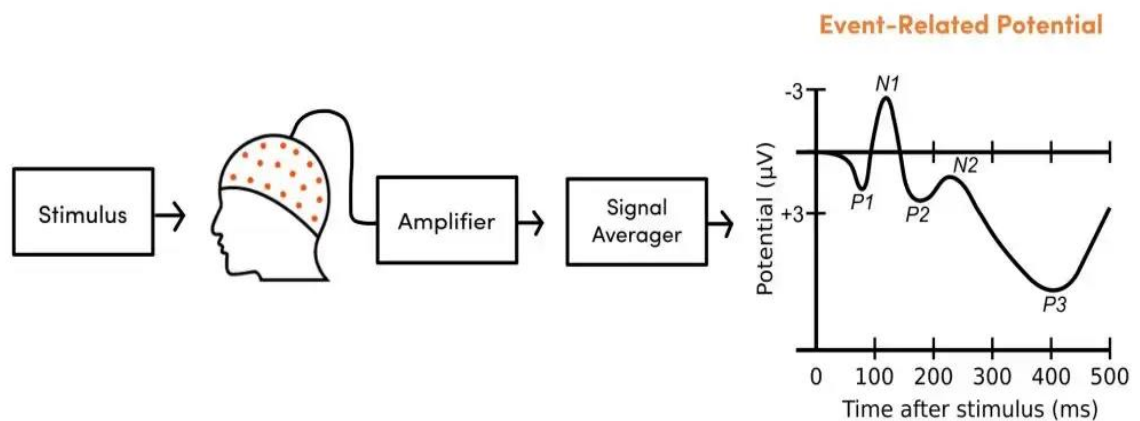 Event-Related Potential
Stimulus
Amplifier
Signal
Averager
Potential (μV)
-3
+3
N1
P1
P2
N2
P3
0 100 200 300 400 500
Time after stimulus (ms)